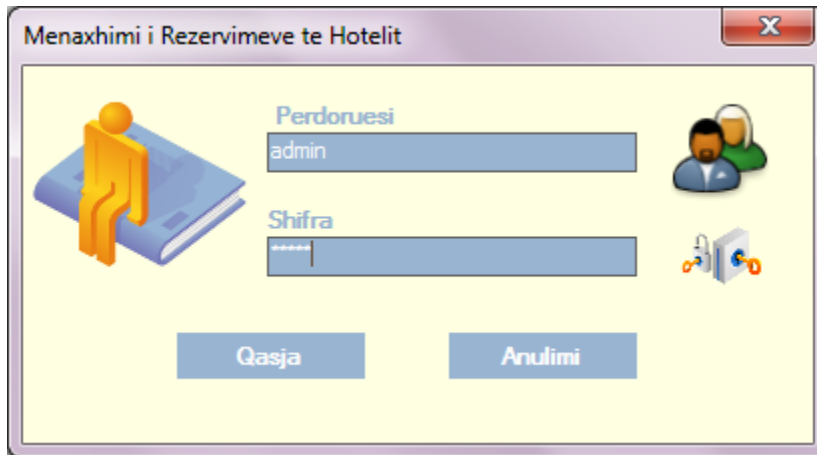 Menaxhimi i Rezervimeve te Hotelit
Perdoruesi
admin
Shifra
*****
Qasja
Anulimi